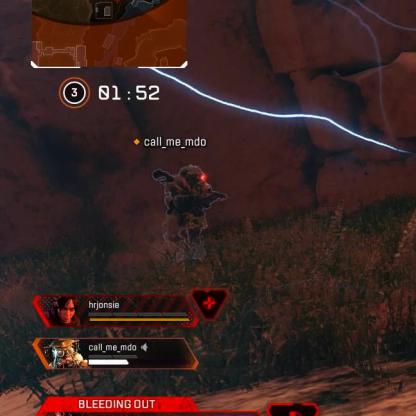 3
01:52
call_me_mdo
hrjonsie
call_me_mdo
BLEEDING OUT